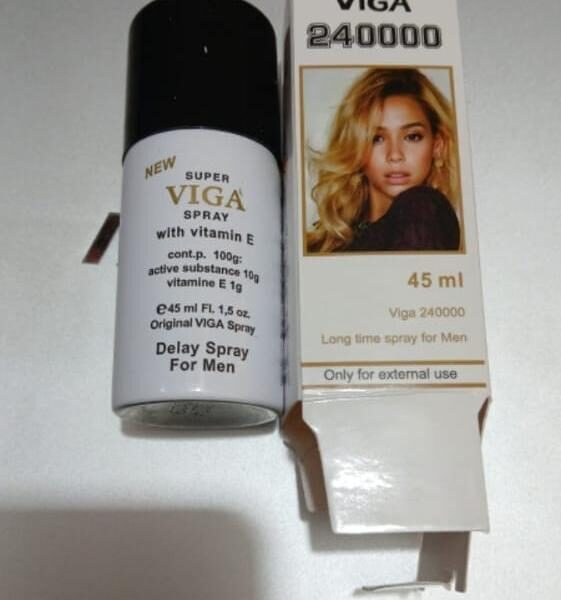 NEW
SUPER
VIGA
SPRAY
with vitamin E
cont.p. 100g:
active substance 10g
vitamine E 1g
e45 ml Fl. 1,5 oz.
Original VIGA Spray
Delay Spray
For Men
VIGA
240000
45 ml
Viga 240000
Long time spray for Men
Only for external use